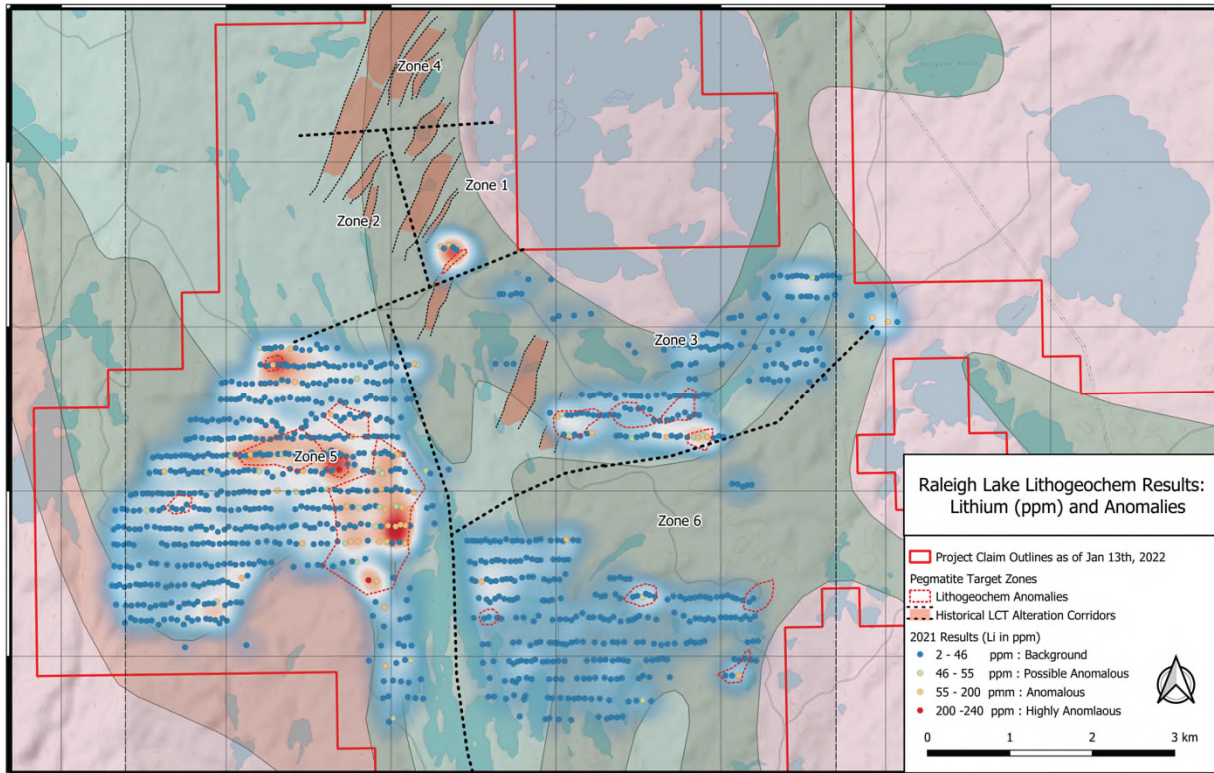 Zone 4
Zone 1
Zone 2
Zone 3
Zone 5
Zone 6
Raleigh Lake Lithogeochem Results:
Lithium (ppm) and Anomalies
Project Claim Outlines as of Jan 13th, 2022
Pegmatite Target Zones
Lithogeochem Anomalies
Historical LCT Alteration Corridors
2021 Results (Li in ppm)
2 - 46 ppm : Background
46 - 55 ppm : Possible Anomalous
55 - 200 pmm : Anomalous
200 -240 ppm : Highly Anomlaous
0 1 2 3 km